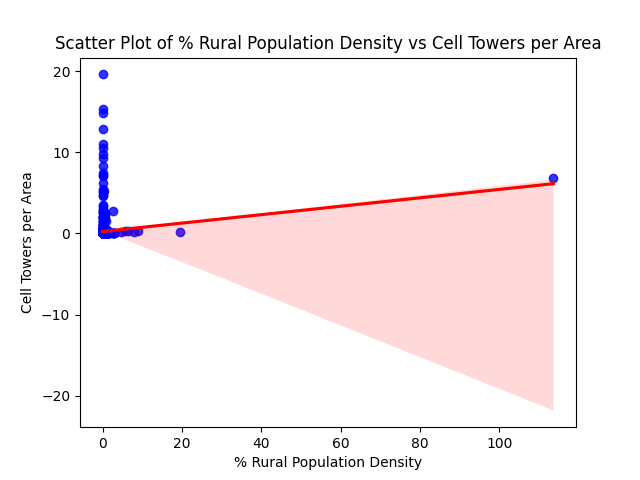 Scatter Plot of % Rural Population Density vs Cell Towers per Area
20
10
0
−10
−20
Cell Towers per Area
0 20 40 60 80 100
% Rural Population Density